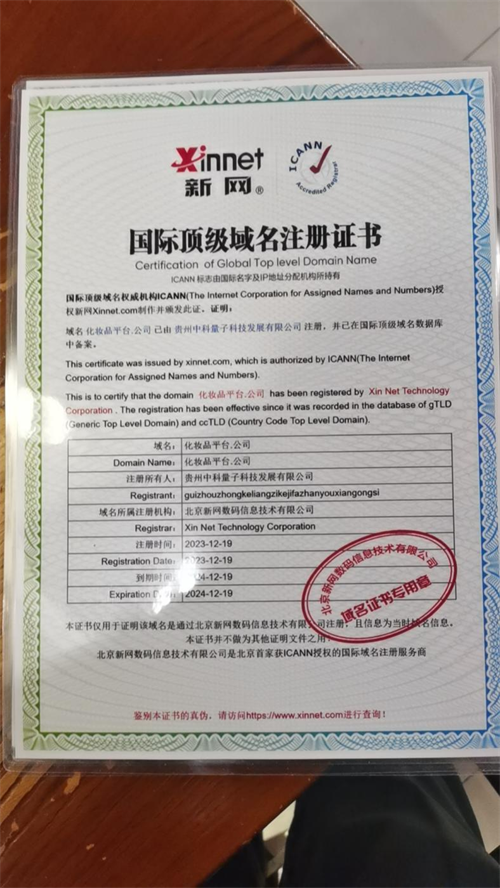 Xinnet
新网®
ICANN
Accredited Registrar
国际顶级域名注册证书
Certification of Global Top level Domain Name
ICANN 标志由国际名字及IP地址分配机构所持有
国际顶级域名权威机构ICANN(The Internet Corporation for Assigned Names and Numbers)授
权新网Xinnet.com制作并颁发此证。证明:
域名 化妆品平台.公司 已由 贵州中科量子科技发展有限公司 注册，并已在国际顶级域名数据库
中备案。
This certificate was issued by xinnet.com, which is authorized by ICANN(The Internet
Corporation for Assigned Names and Numbers).
This is to certify that the domain 化妆品平台.公司 has been registered by Xin Net Technology
Corporation . The registration has been effective since it was recorded in the database of gTLD
(Generic Top Level Domain) and ccTLD (Country Code Top Level Domain).
域名: 化妆品平台.公司
Domain Name: 化妆品平台.公司
注册所有人: 贵州中科量子科技发展有限公司
Registrant: guizhouzhongkeliangzikejifazhanyouxiangongsi
域名所属注册机构: 北京新网数码信息技术有限公司
Registrar: Xin Net Technology Corporation
注册时间: 2023-12-19
Registration Date: 2023-12-19
到期时间: 2024-12-19
Expiration Date: 2024-12-19
北京新网数码信息技术有限公司
域名证书专用章
本证书仅用于证明该域名是通过北京新网数码信息技术有限公司注册，且信息为当时域名信息。
本证书并不做为其他证明文件之用。
北京新网数码信息技术有限公司是北京首家获ICANN授权的国际域名注册服务商
鉴别本证书的真伪，请访问https://www.xinnet.com进行查询!